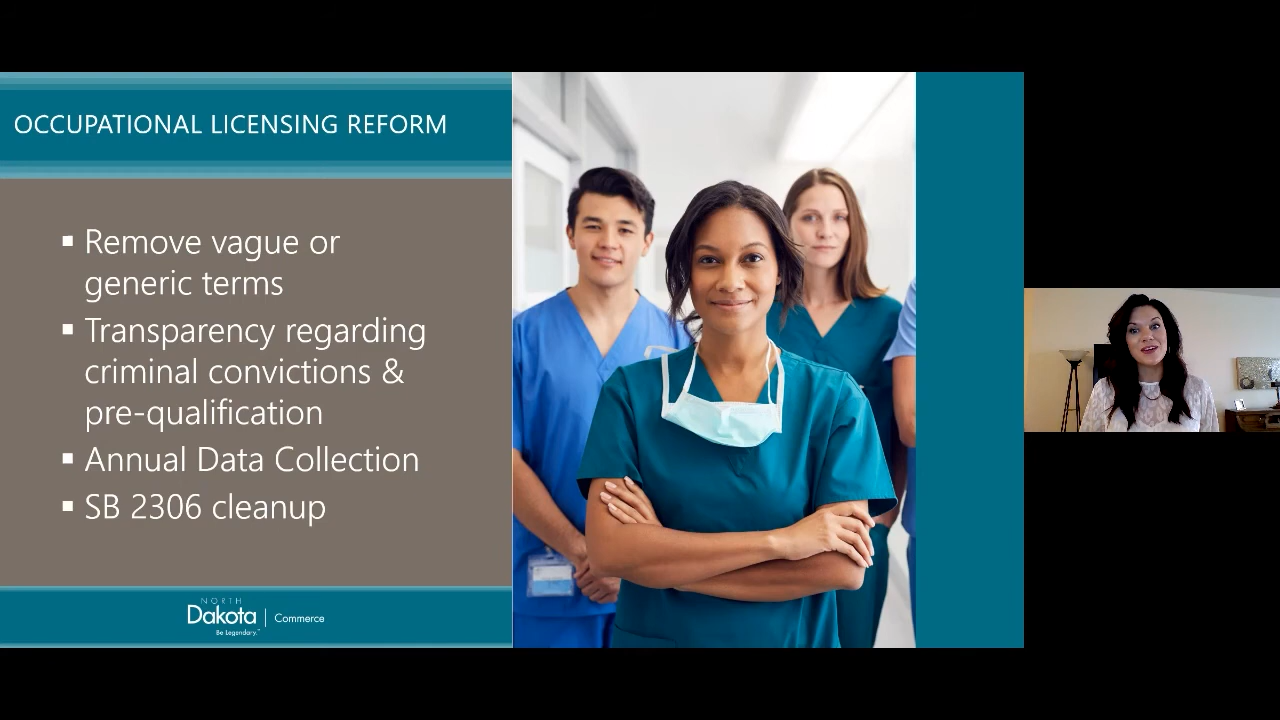 OCCUPATIONAL LICENSING REFORM
▪ Remove vague or
generic terms
▪ Transparency regarding
criminal convictions &
pre-qualification
▪ Annual Data Collection
▪ SB 2306 cleanup
NORTH
Dakota | Commerce
Be Legendary.™